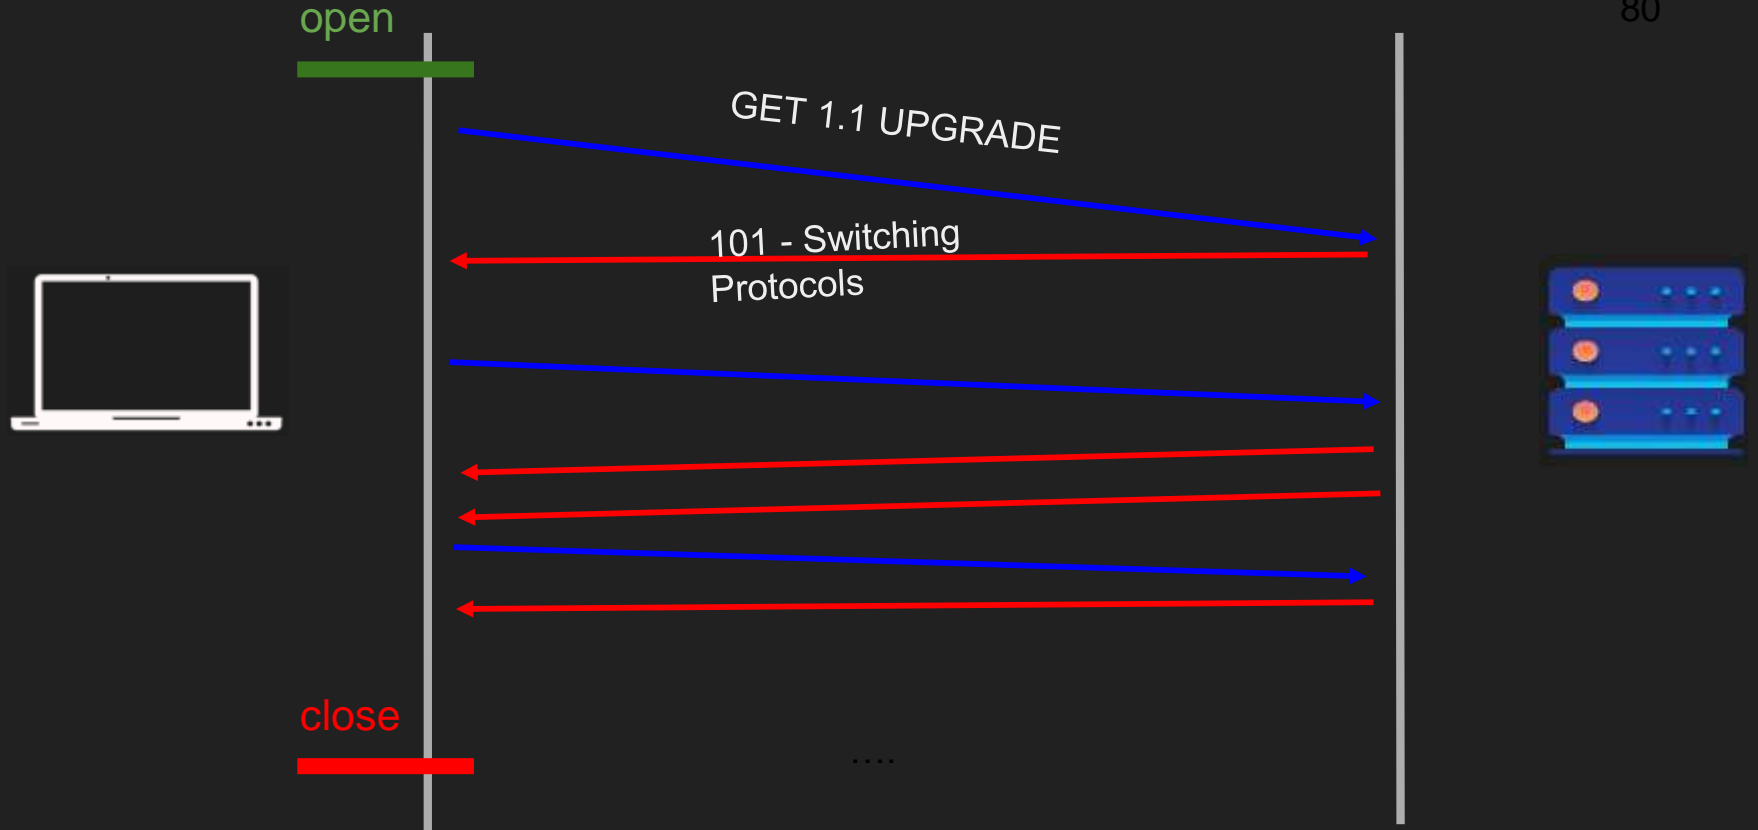 open
80
GET 1.1 UPGRADE
101 - Switching
Protocols
close
....